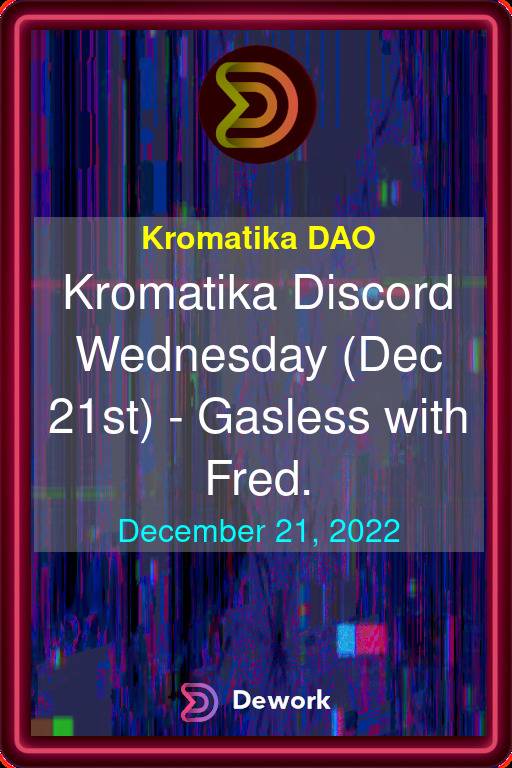 Kromatika DAO
Kromatika Discord
Wednesday (Dec
21st) - Gasless with
Fred.
December 21, 2022
Dework